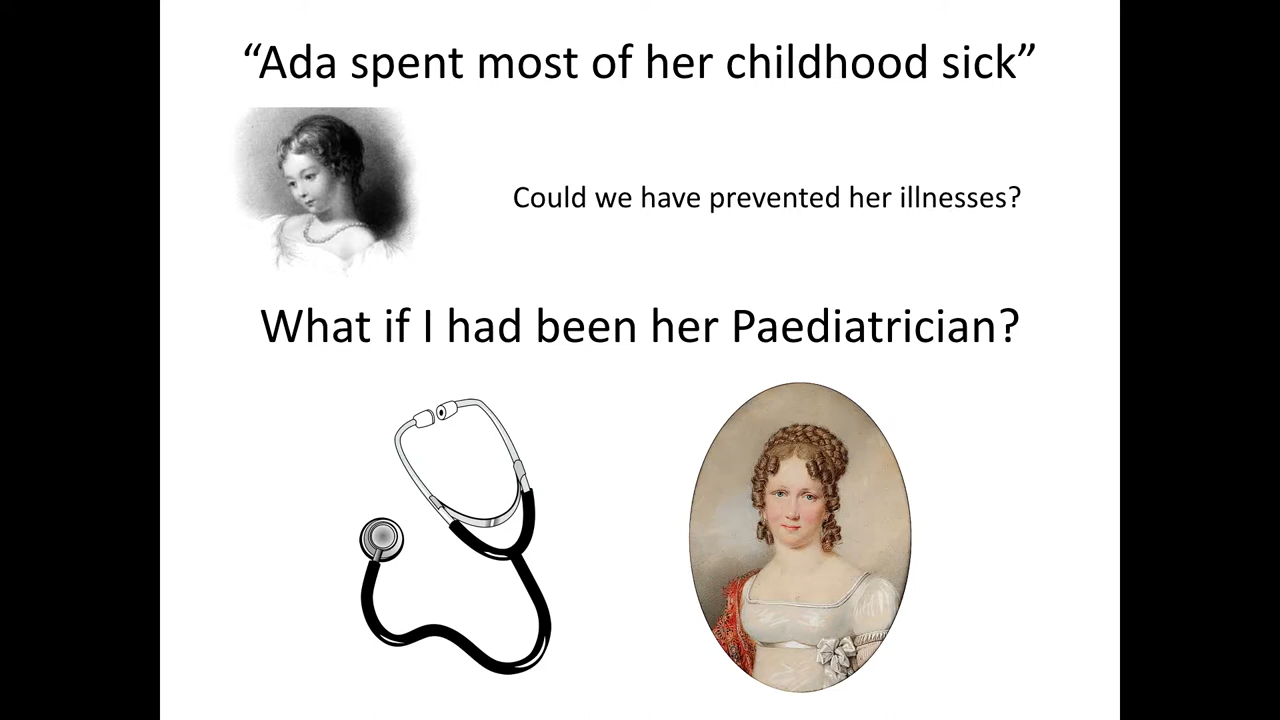 “Ada spent most of her childhood sick”
Could we have prevented her illnesses?
What if I had been her Paediatrician?